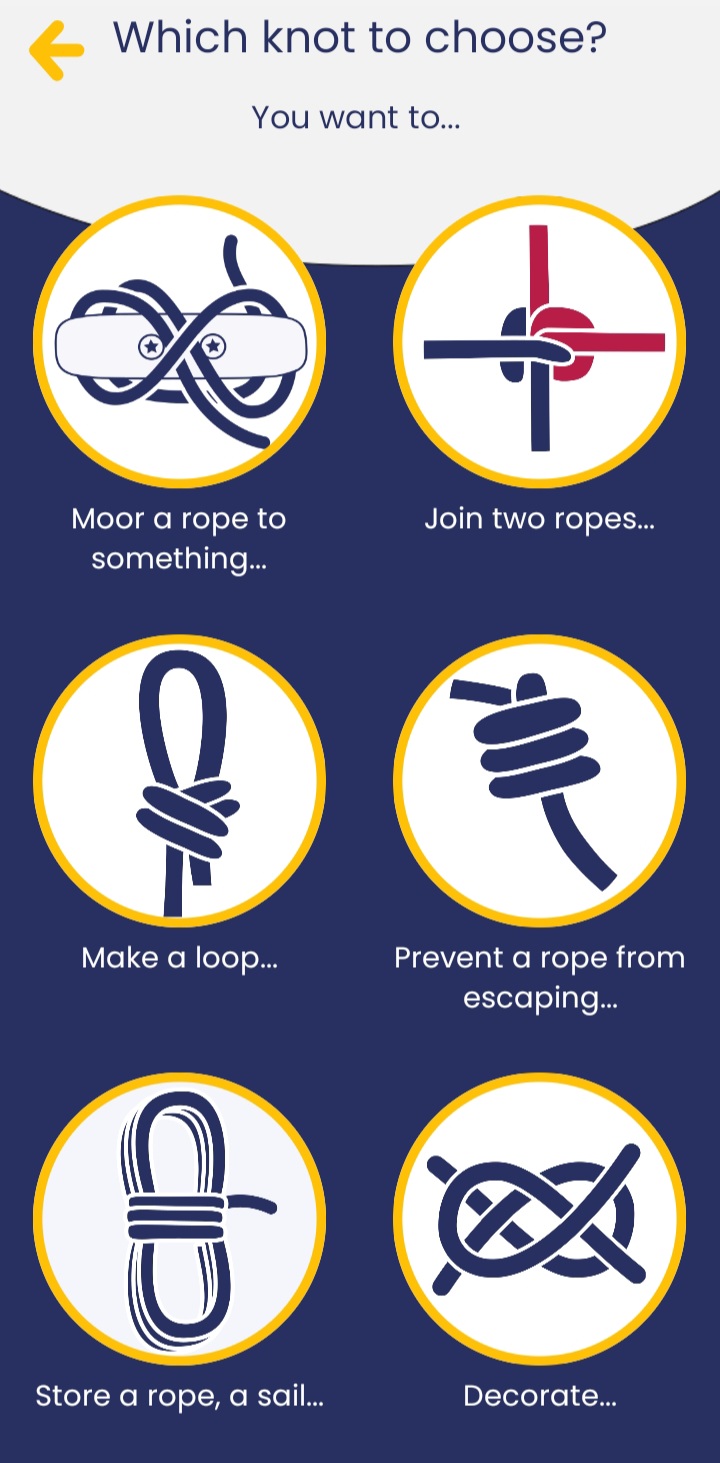 Which knot to choose?
You want to...
Moor a rope to
something...
Join two ropes...
Make a loop...
Prevent a rope from
escaping...
Store a rope, a sail...
Decorate...